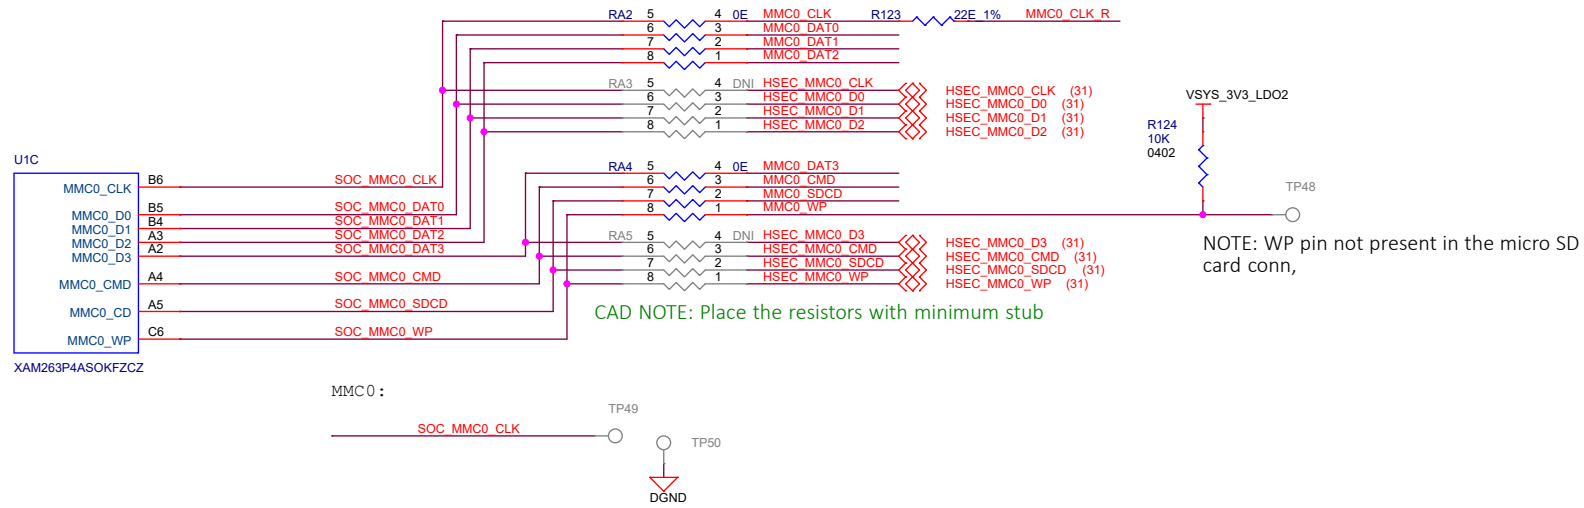 RA2 5 4 0E MMC0_CLK R123 22E_1% MMC0_CLK_R
6 3 MMC0_DAT0
7 2 MMC0_DAT1
8 1 MMC0_DAT2
RA3 5 4 DNI HSEC_MMC0_CLK HSEC_MMC0_CLK (31)
6 3 HSEC_MMC0_D0 HSEC_MMC0_D0 (31)
7 2 HSEC_MMC0_D1 HSEC_MMC0_D1 (31)
8 1 HSEC_MMC0_D2 HSEC_MMC0_D2 (31)
VSYS_3V3_LDO2
R124
10K
0402
U1C
RA4 5 4 0E MMC0_DAT3
6 3 MMC0_CMD
7 2 MMC0_SDCD
8 1 MMC0_WP
TP48
MMC0_CLK B6 SOC_MMC0_CLK
MMC0_D0 B5 SOC_MMC0_DAT0
MMC0_D1 B4 SOC_MMC0_DAT1
MMC0_D2 A3 SOC_MMC0_DAT2
MMC0_D3 A2 SOC_MMC0_DAT3
MMC0_CMD A4 SOC_MMC0_CMD
MMC0_CD A5 SOC_MMC0_SDCD
MMC0_WP C6 SOC_MMC0_WP
XAM263P4ASOKFZCZ
RA5 5 4 DNI HSEC_MMC0_D3 HSEC_MMC0_D3 (31)
6 3 HSEC_MMC0_CMD HSEC_MMC0_CMD (31)
7 2 HSEC_MMC0_SDCD HSEC_MMC0_SDCD (31)
8 1 HSEC_MMC0_WP HSEC_MMC0_WP (31)
NOTE: WP pin not present in the micro SD
card conn,
CAD NOTE: Place the resistors with minimum stub
MMC0:
SOC_MMC0_CLK TP49
TP50
DGND